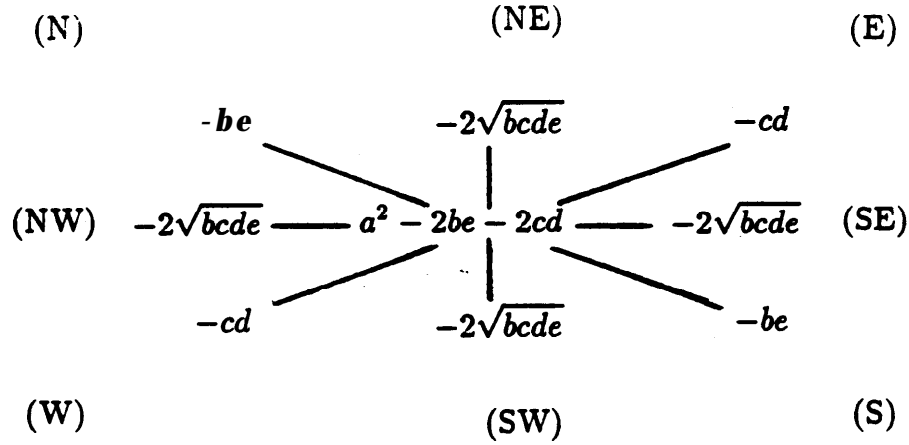 (N) (NE) (E)
-be −2√bcde −cd
(NW) −2√bcde a² − 2be − 2cd −2√bcde (SE)
−cd −2√bcde −be
(W) (SW) (S)